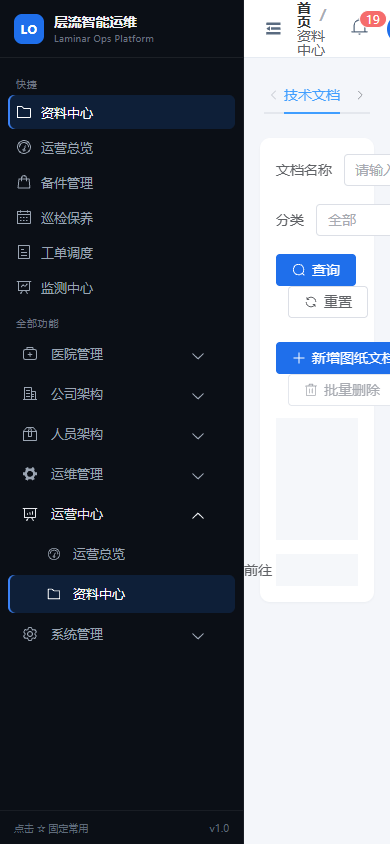 LO
层流智能运维
Laminar Ops Platform
快捷
资料中心
运营总览
备件管理
巡检保养
工单调度
监测中心
全部功能
医院管理
公司架构
人员架构
运维管理
运营中心
运营总览
资料中心
系统管理
点击 ☆ 固定常用
v1.0
首页 /
资料中心
19
技术文档
文档名称
请输入
分类
全部
查询
重置
新增图纸文档
批量删除
前往